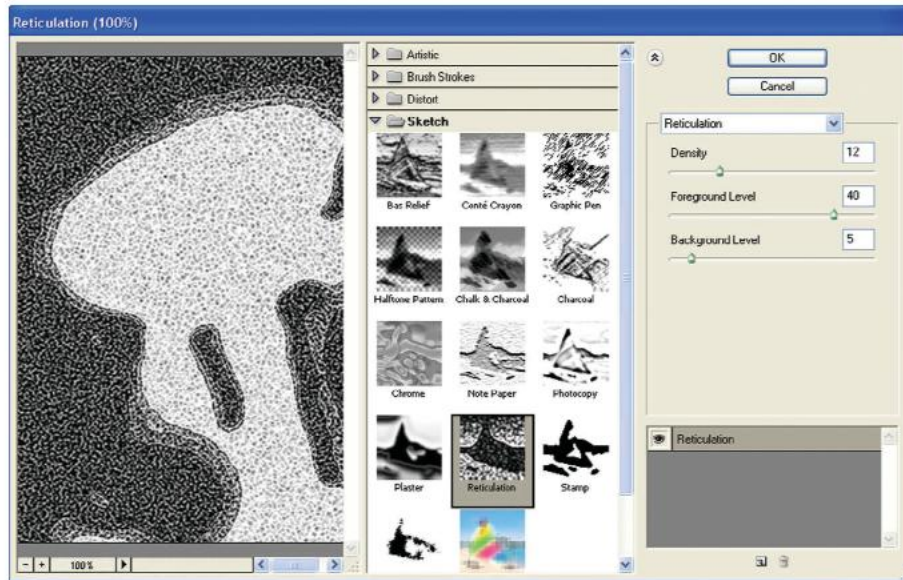 Reticulation (100%)
Artistic
Brush Strokes
Distort
Sketch
Bas Relief
Conté Crayon
Graphic Pen
Halftone Pattern
Chalk & Charcoal
Charcoal
Chrome
Note Paper
Photocopy
Plaster
Reticulation
Stamp
- + 100%
OK
Cancel
Reticulation
Density 12
Foreground Level 40
Background Level 5
Reticulation